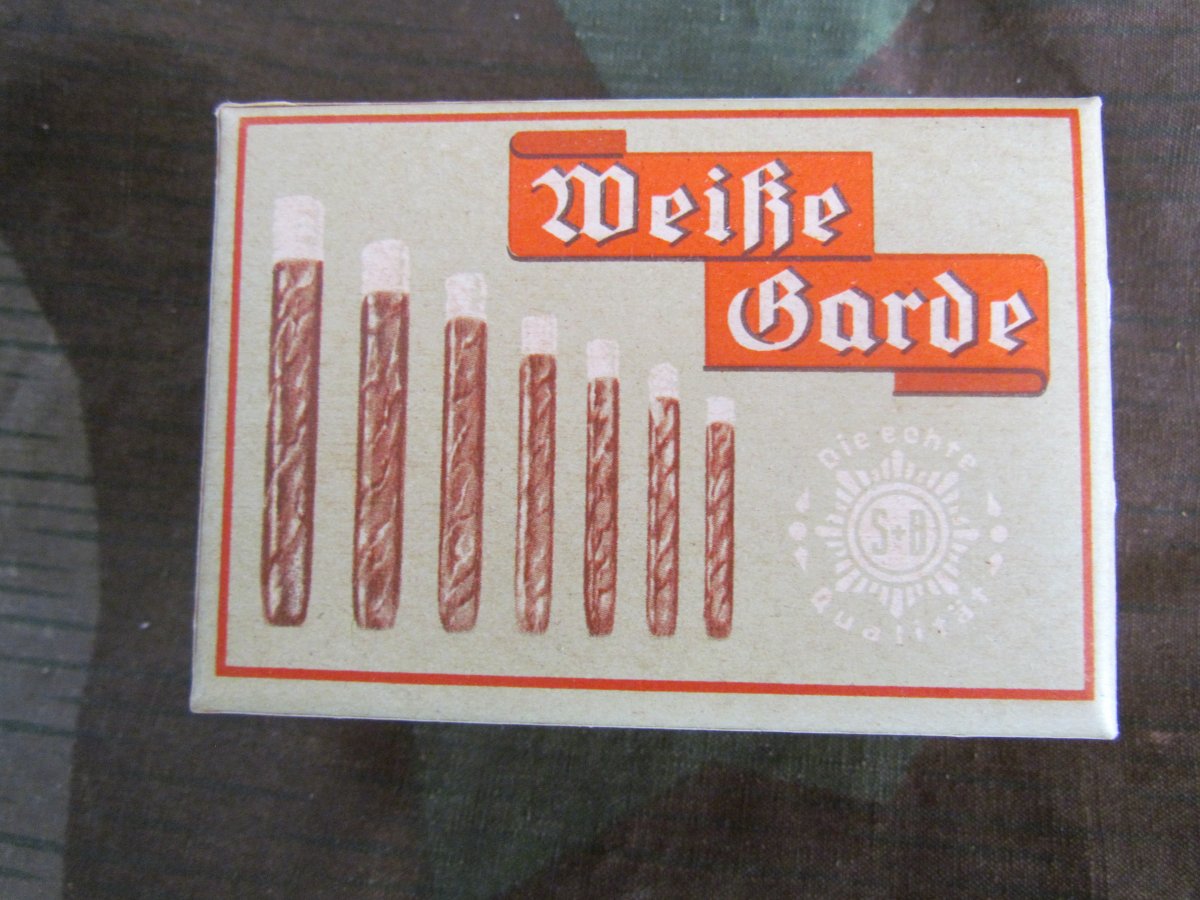 Weiße
Garde
Die echte
S+B
Qualität